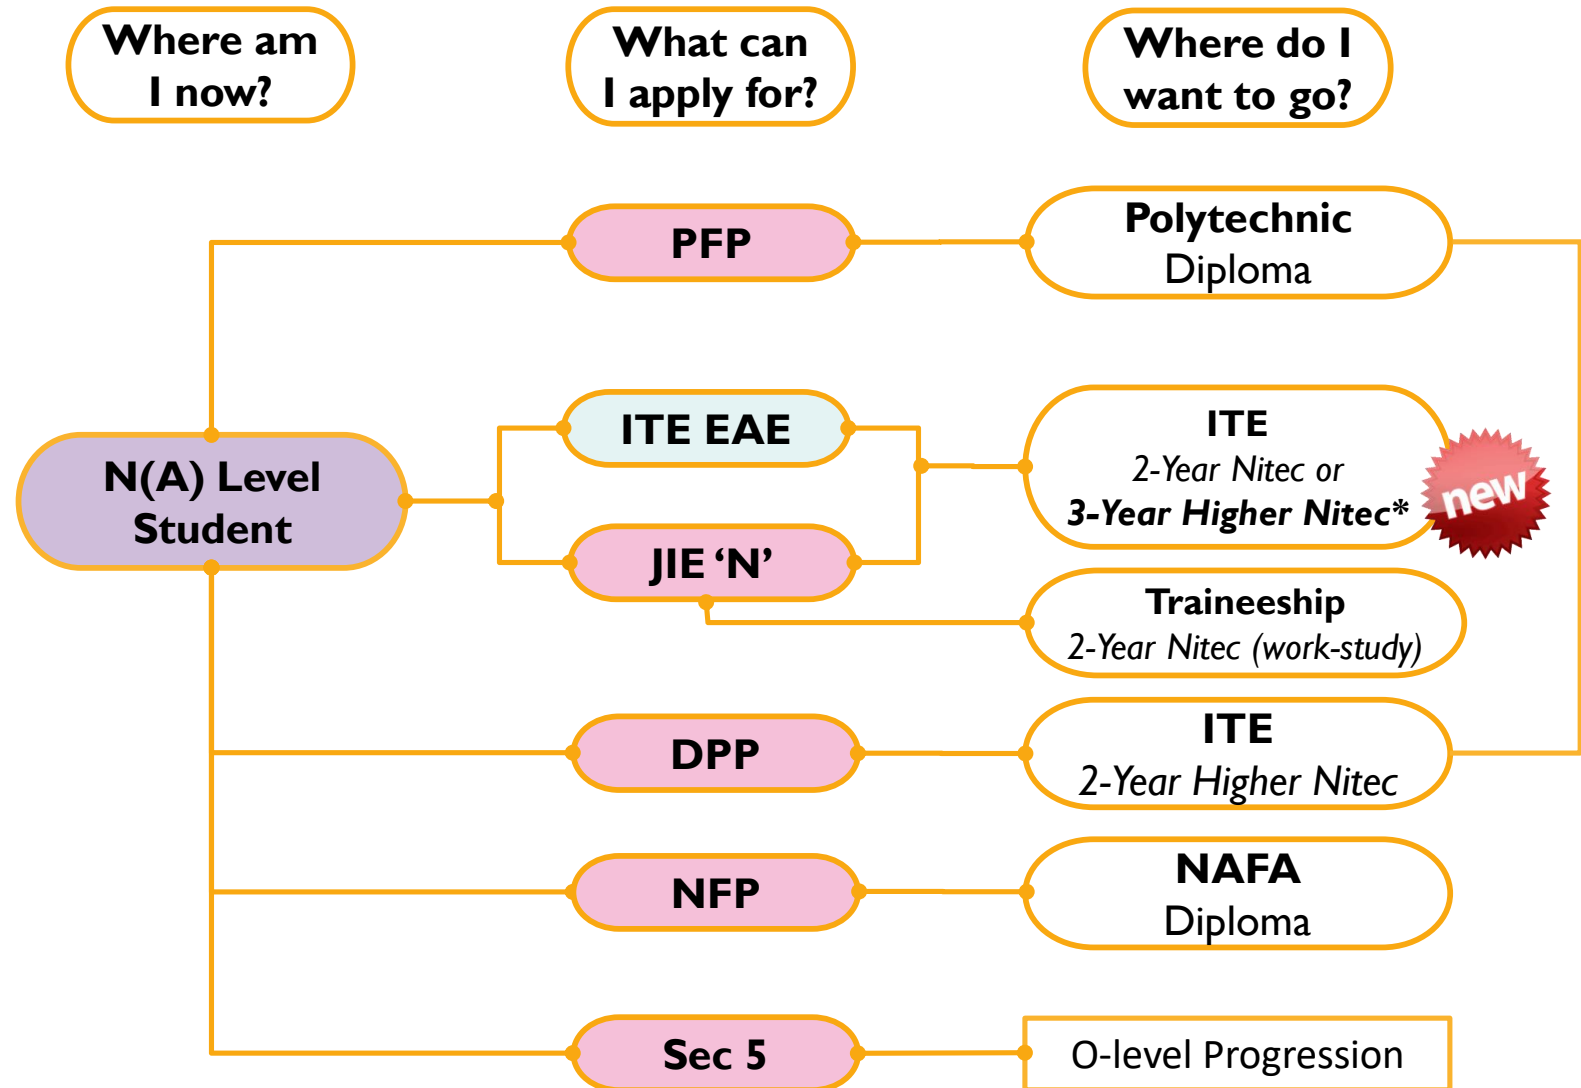 Where am
I now?
What can
I apply for?
Where do I
want to go?
PFP
Polytechnic
Diploma
N(A) Level
Student
ITE EAE
JIE ‘N’
ITE
2-Year Nitec or
3-Year Higher Nitec*
new
Traineeship
2-Year Nitec (work-study)
DPP
ITE
2-Year Higher Nitec
NFP
NAFA
Diploma
Sec 5
O-level Progression